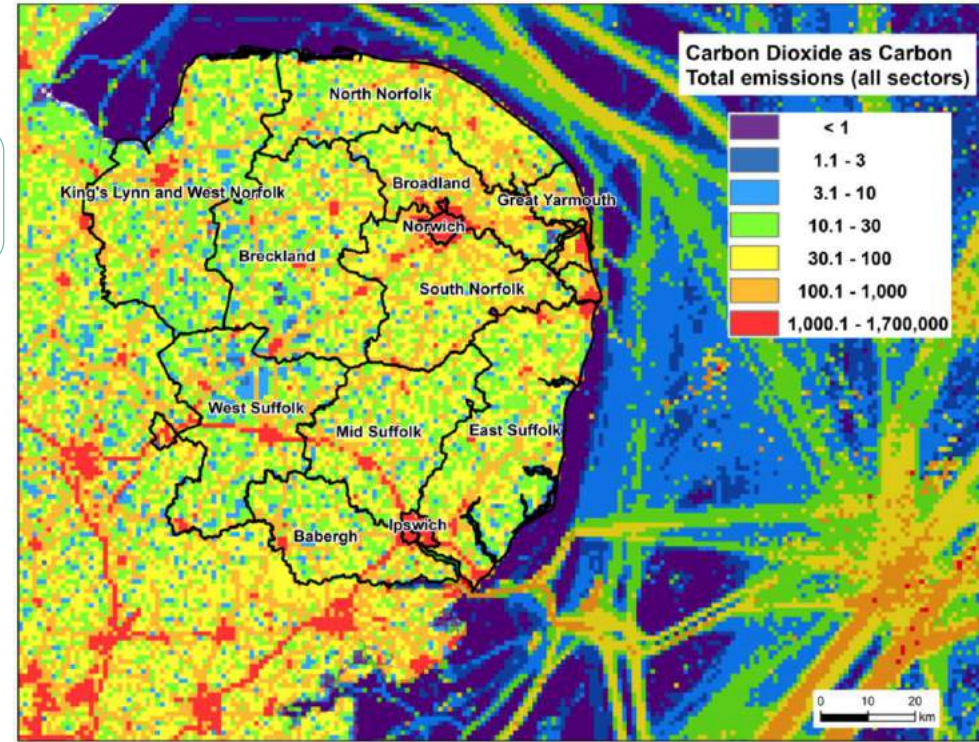 Carbon Dioxide as Carbon
Total emissions (all sectors)
< 1
1.1 - 3
3.1 - 10
10.1 - 30
30.1 - 100
100.1 - 1,000
1,000.1 - 1,700,000
North Norfolk
King's Lynn and West Norfolk
Broadland
Great Yarmouth
Norwich
Breckland
South Norfolk
West Suffolk
Mid Suffolk
East Suffolk
Ipswich
Babergh
0 10 20
km